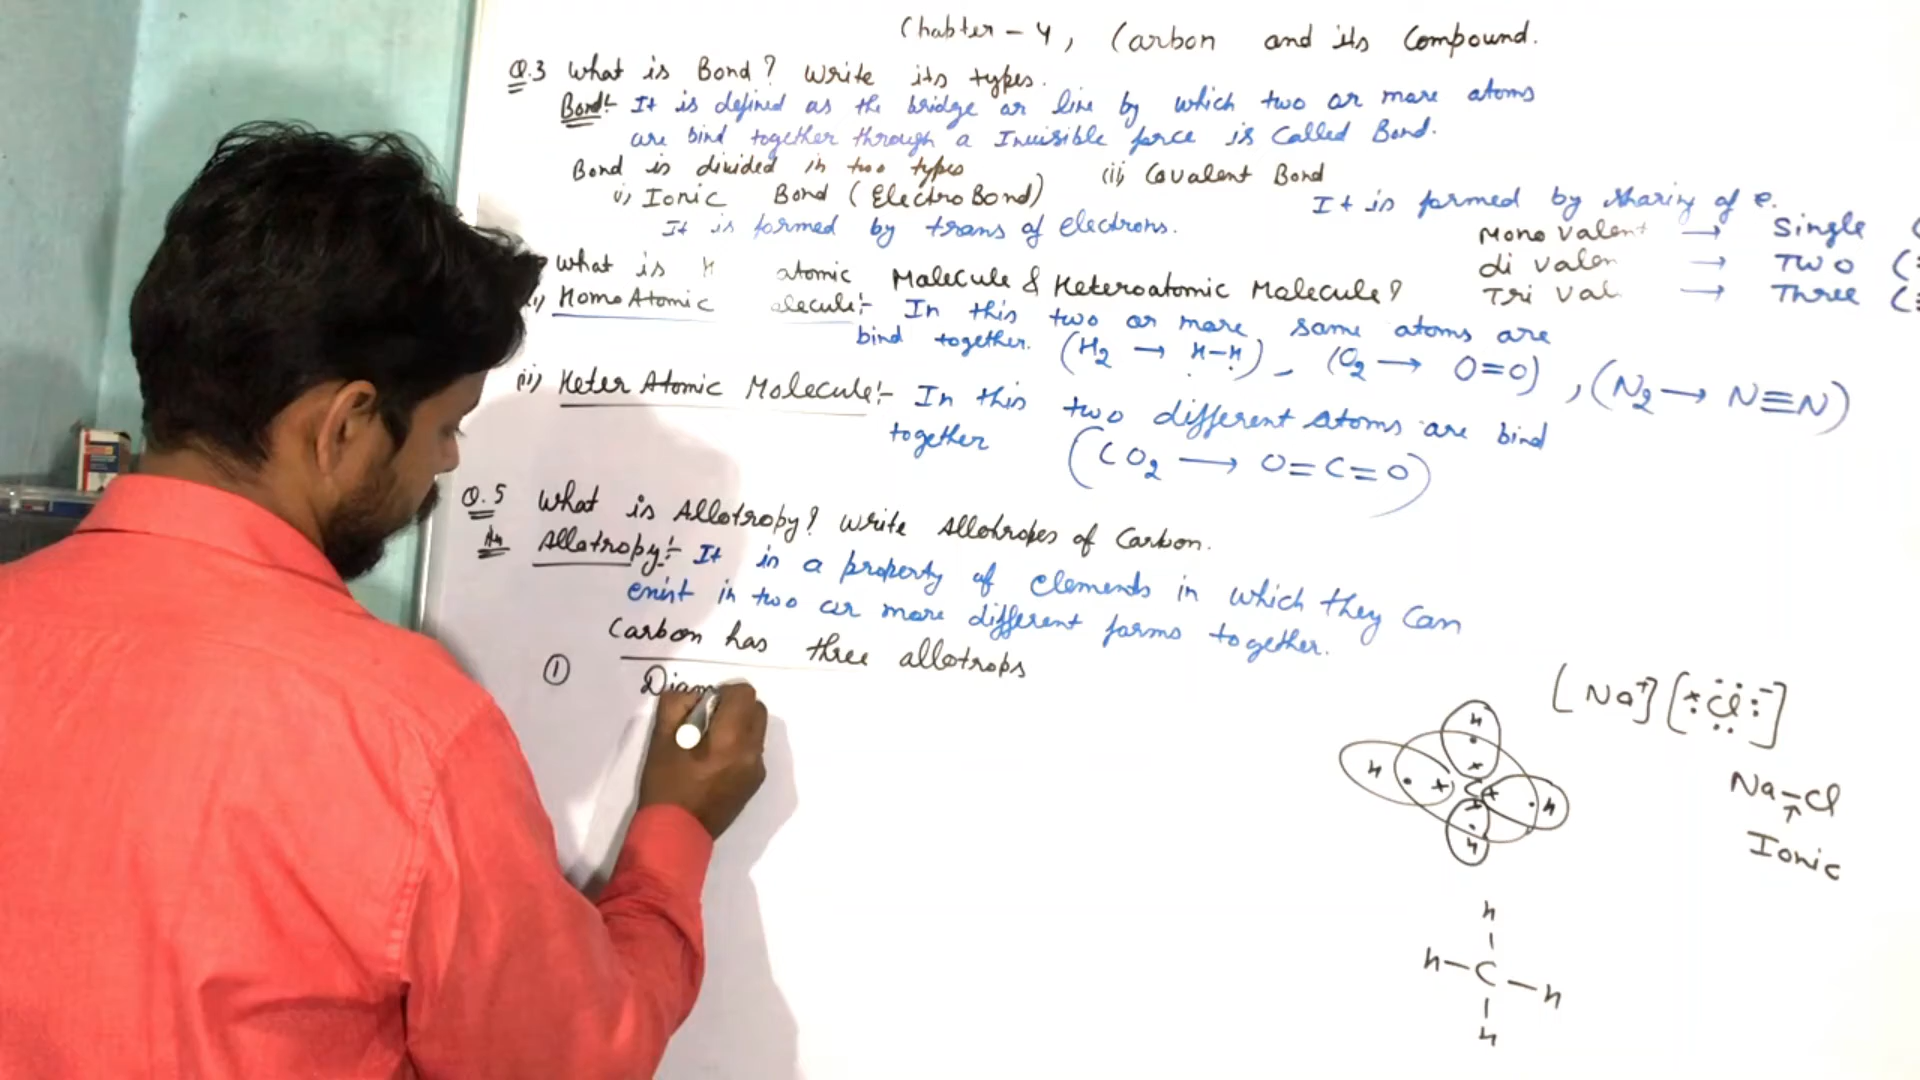 Chapter - 4, Carbon and its Compound.
Q.3 What is Bond? Write its types.
Bond:- It is defined as the bridge or line by which two or more atoms
are bind together through a Invisible force is Called Bond.
Bond is divided in two types
(i) Ionic Bond (Electro Bond)
It is formed by trans of electrons.
(ii) Covalent Bond
It is formed by sharing of e.
Mono Valent → Single (
di Valen → TWO (=
Tri Val → Three (≡
What is H atomic Molecule & Heteroatomic Molecule?
(i) Homo Atomic olecule:- In this two or more same atoms are
bind together. (H2 → H-H), (O2 → O=O), (N2 → N≡N)
(ii) Heter Atomic Molecule:- In this two different atoms are bind
together (CO2 → O=C=O)
Q.5 What is Allotropy? Write Allotropes of Carbon.
Ans Allotropy:- It is a property of elements in which they can
exist in two or more different forms together.
Carbon has three allotrops
① Diam
[Na+] [Cl-]
Na-Cl
↑
Ionic
H
H C H
H
H
H-C-H
H